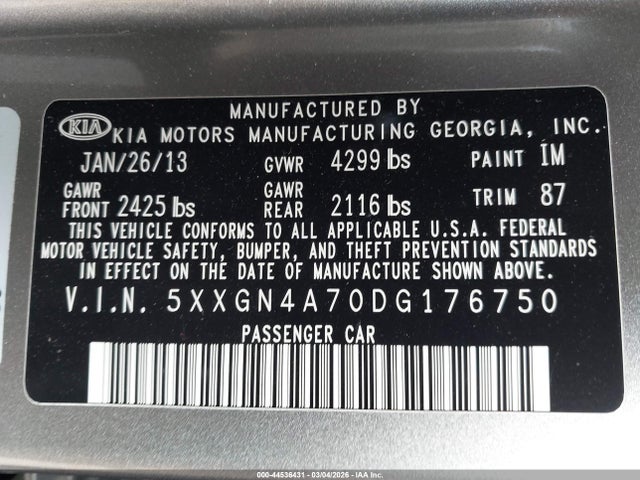 MANUFACTURED BY
KIA KIA MOTORS MANUFACTURING GEORGIA, INC.
JAN/26/13 GVWR 4299 lbs PAINT IM
GAWR FRONT 2425 lbs GAWR REAR 2116 lbs TRIM 87
THIS VEHICLE CONFORMS TO ALL APPLICABLE U.S.A. FEDERAL
MOTOR VEHICLE SAFETY, BUMPER, AND THEFT PREVENTION STANDARDS
IN EFFECT ON THE DATE OF MANUFACTURE SHOWN ABOVE.
V.I.N. 5XXGN4A70DG176750
PASSENGER CAR
000-44536431 - 03/04/2026 - IAA Inc.